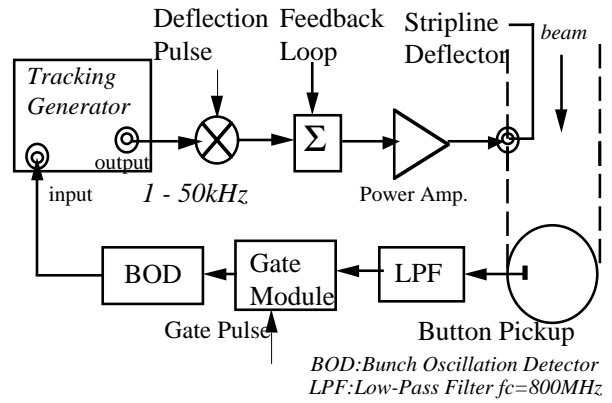 Deflection
Pulse
Feedback
Loop
Stripline
Deflector
beam
Tracking
Generator
output
input
Σ
1 - 50kHz
Power Amp.
BOD
Gate
Module
LPF
Gate Pulse
Button Pickup
BOD:Bunch Oscillation Detector
LPF:Low-Pass Filter fc=800MHz